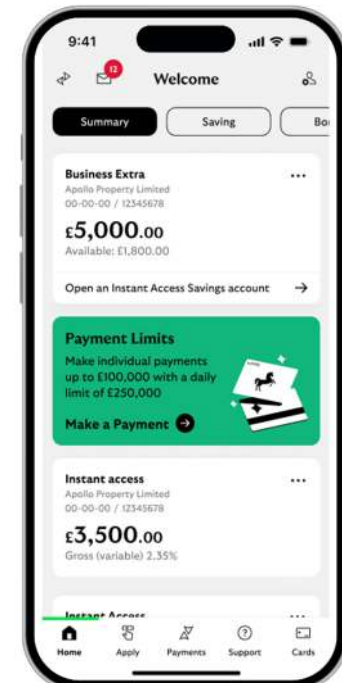 9:41
12
Welcome
Summary
Saving
Business Extra
Apollo Property Limited
00-00-00 / 12345678
£5,000.00
Available: £1,800.00
Open an Instant Access Savings account
Payment Limits
Make individual payments
up to £100,000 with a daily
limit of £250,000
Make a Payment
Instant access
Apollo Property Limited
00-00-00 / 12345678
£3,500.00
Gross (variable) 2.35%
Instant Access
Home
Apply
Payments
Support
Cards